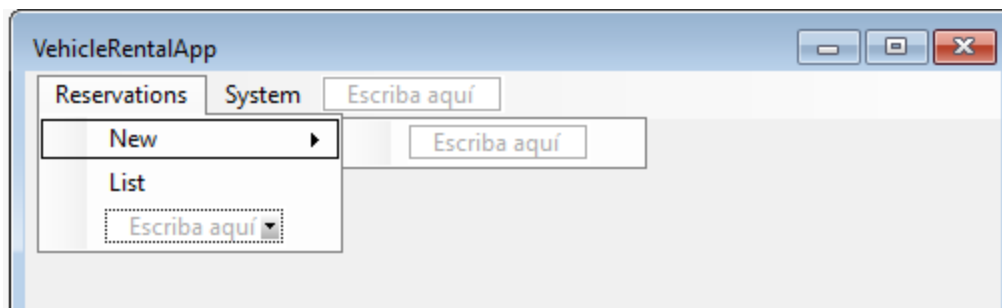 VehicleRentalApp
Reservations System Escriba aquí
New Escriba aquí
List
Escriba aquí